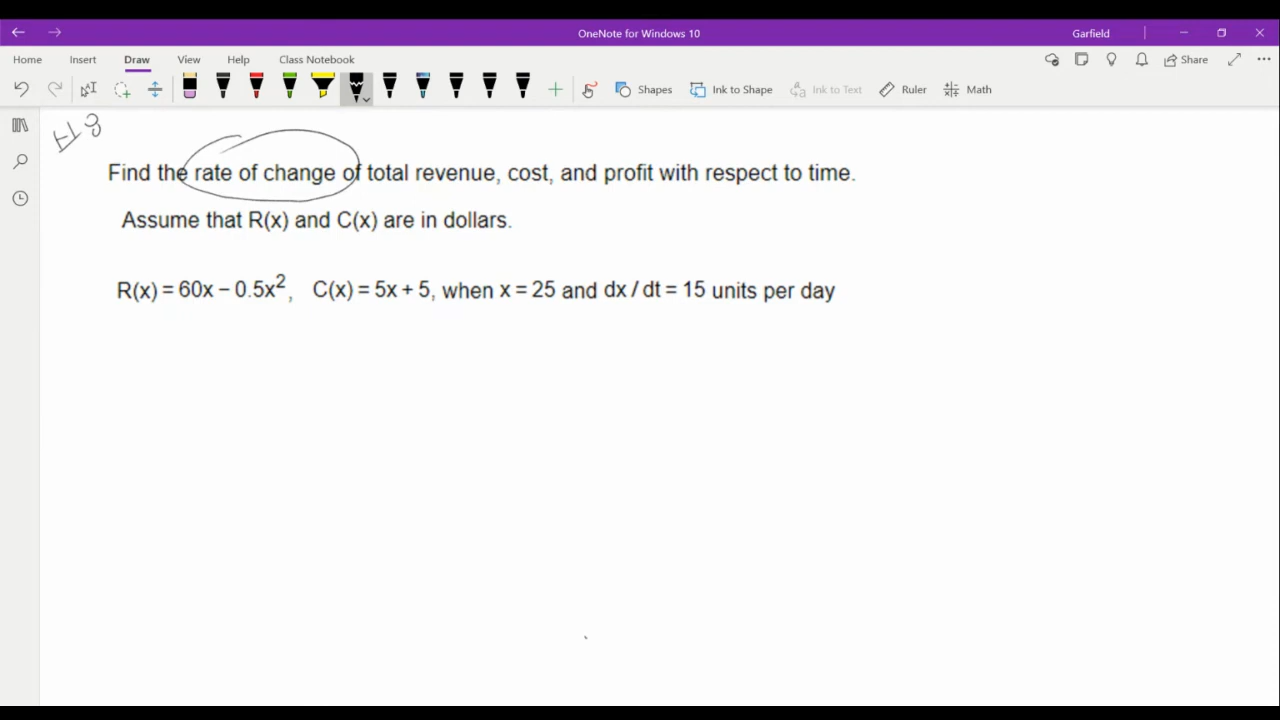 OneNote for Windows 10
Garfield
Home Insert Draw View Help Class Notebook
Share
Shapes Ink to Shape Ink to Text Ruler Math
Find the rate of change of total revenue, cost, and profit with respect to time.
Assume that R(x) and C(x) are in dollars.
R(x) = 60x − 0.5x², C(x) = 5x + 5, when x = 25 and dx / dt = 15 units per day